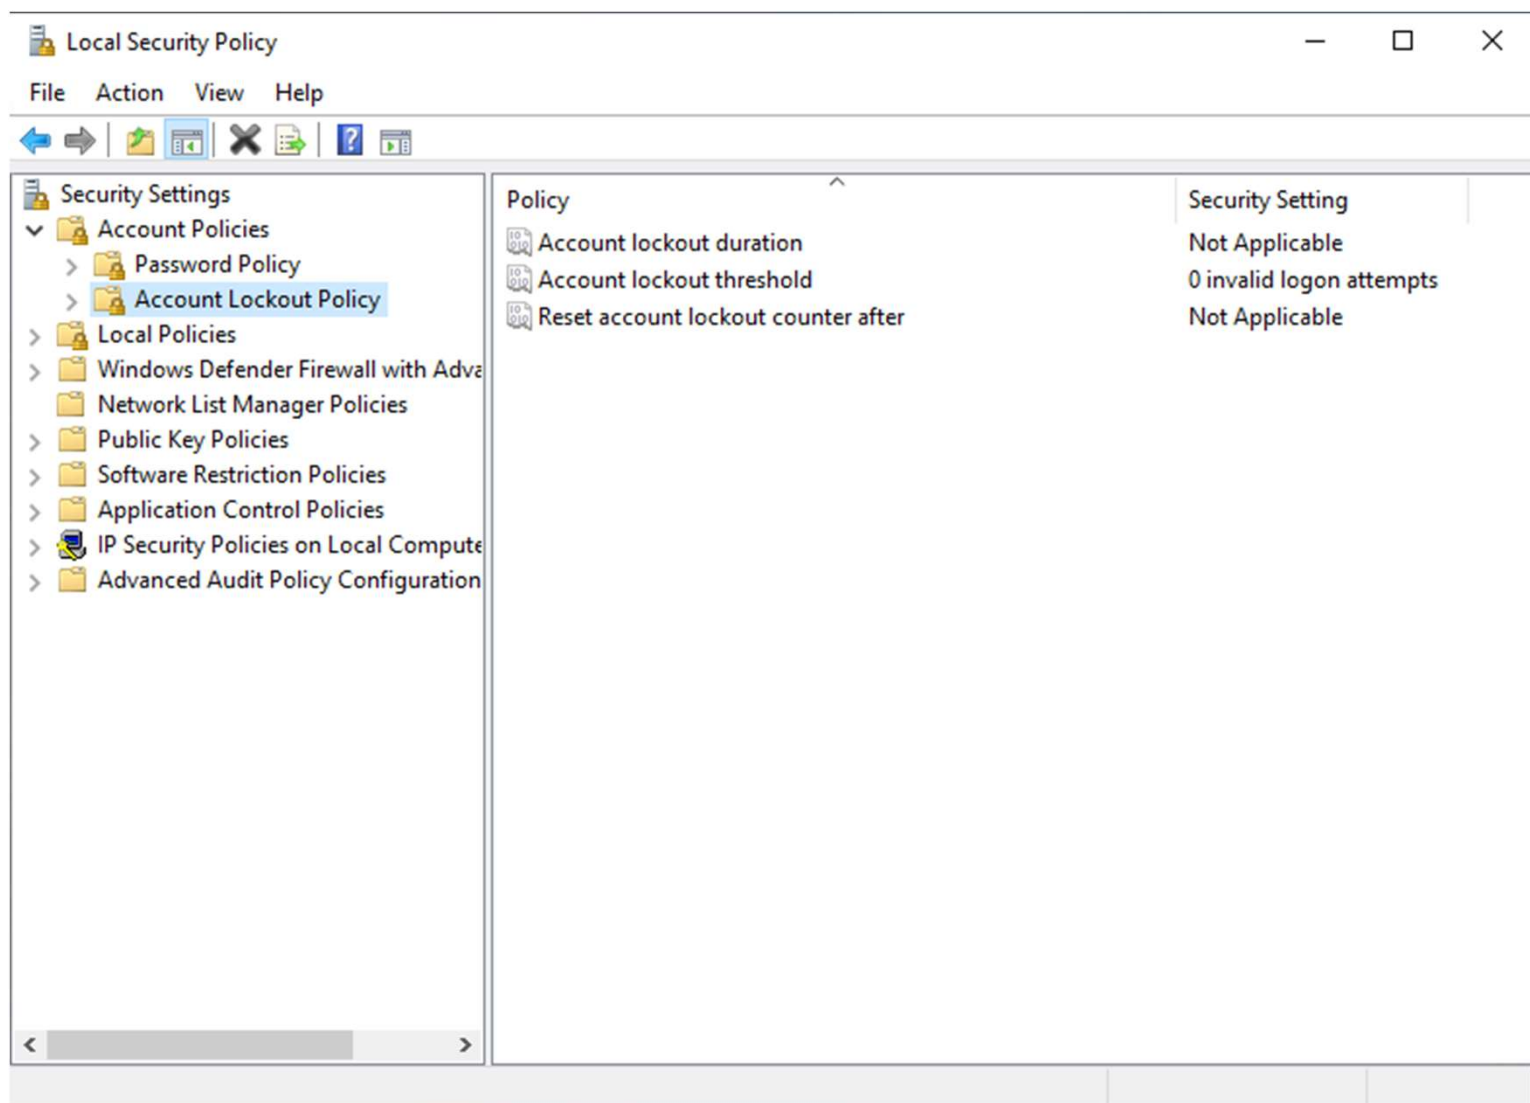 Local Security Policy
File Action View Help
Security Settings
Account Policies
Password Policy
Account Lockout Policy
Local Policies
Windows Defender Firewall with Adva
Network List Manager Policies
Public Key Policies
Software Restriction Policies
Application Control Policies
IP Security Policies on Local Compute
Advanced Audit Policy Configuration
Policy Security Setting
Account lockout duration Not Applicable
Account lockout threshold 0 invalid logon attempts
Reset account lockout counter after Not Applicable